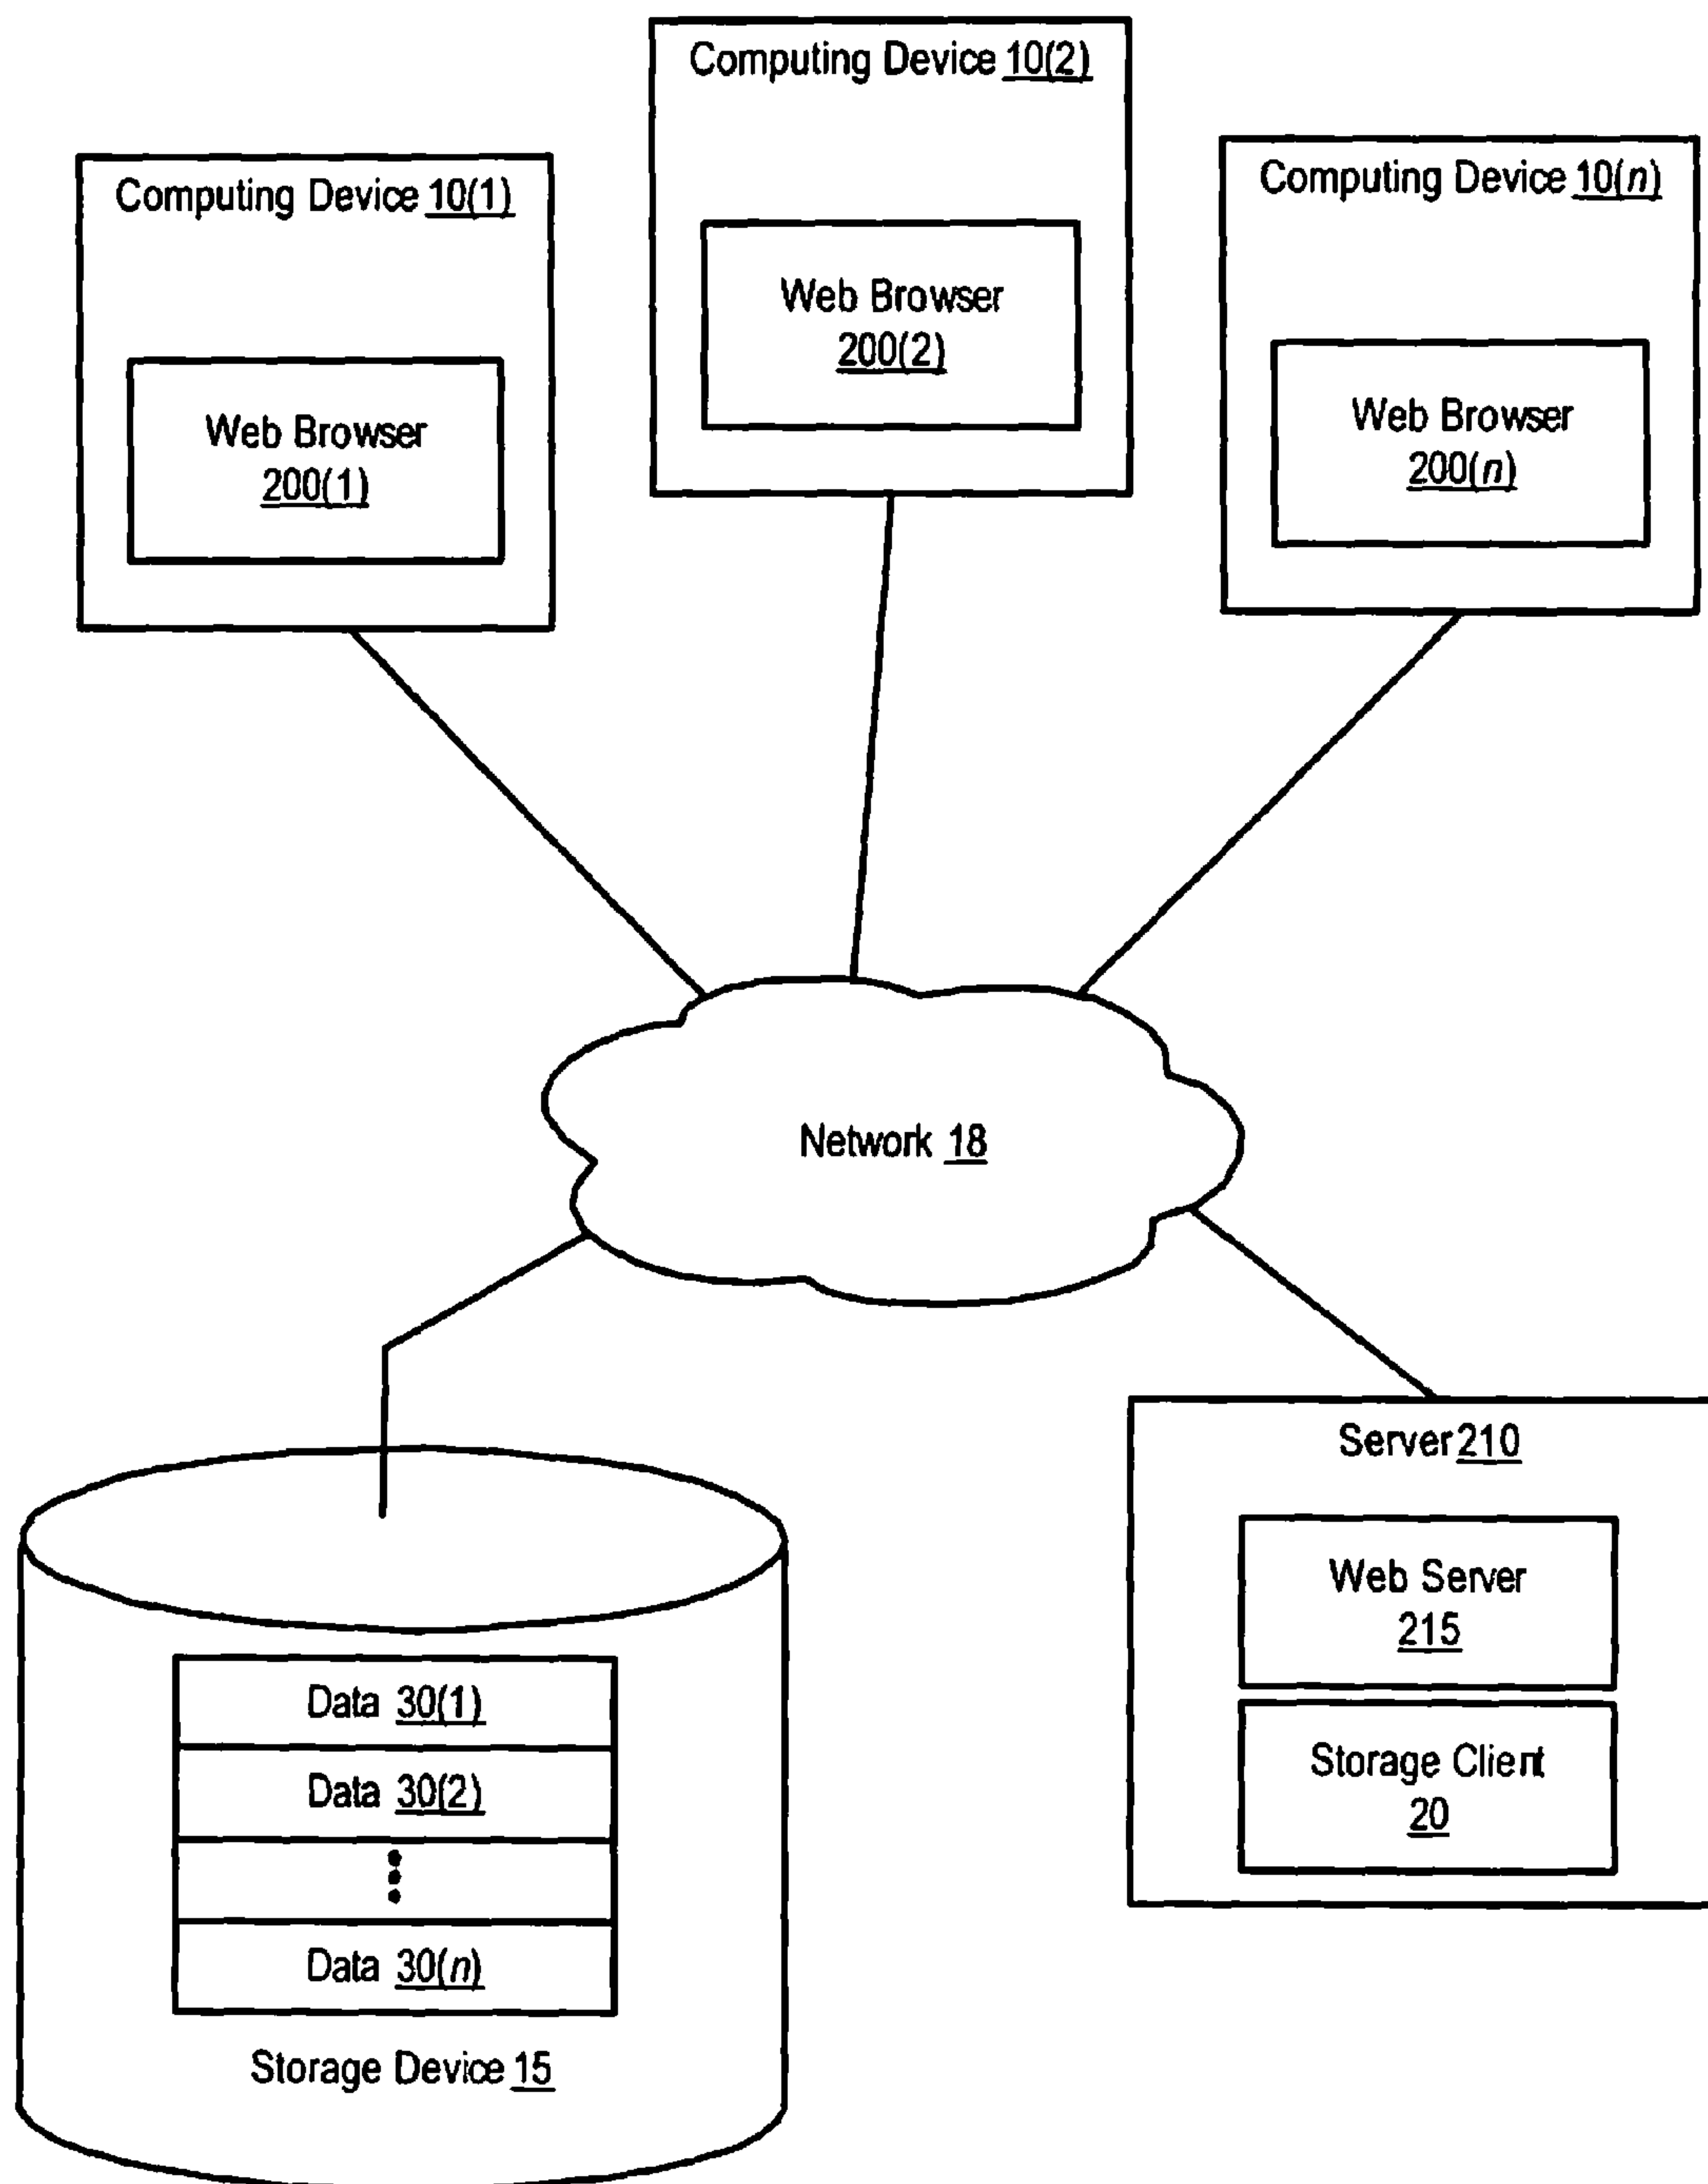 Computing Device 10(1)
Web Browser
200(1)
Computing Device 10(2)
Web Browser
200(2)
Computing Device 10(n)
Web Browser
200(n)
Network 18
Data 30(1)
Data 30(2)
Data 30(n)
Storage Device 15
Server 210
Web Server
215
Storage Client
20